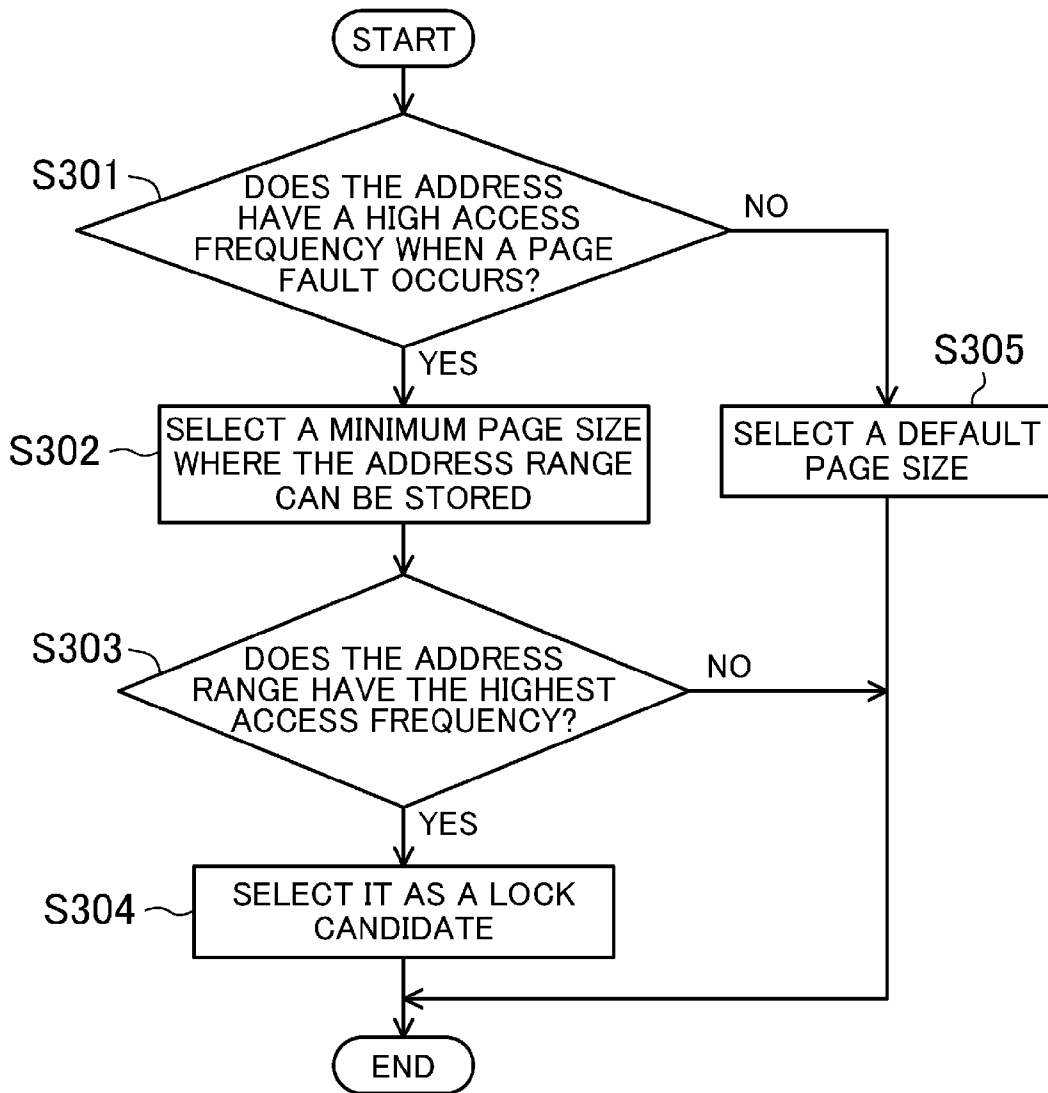 START
S301
DOES THE ADDRESS
HAVE A HIGH ACCESS
FREQUENCY WHEN A PAGE
FAULT OCCURS?
NO
YES
S305
S302
SELECT A MINIMUM PAGE SIZE
WHERE THE ADDRESS RANGE
CAN BE STORED
SELECT A DEFAULT
PAGE SIZE
S303
DOES THE ADDRESS
RANGE HAVE THE HIGHEST
ACCESS FREQUENCY?
NO
YES
S304
SELECT IT AS A LOCK
CANDIDATE
END